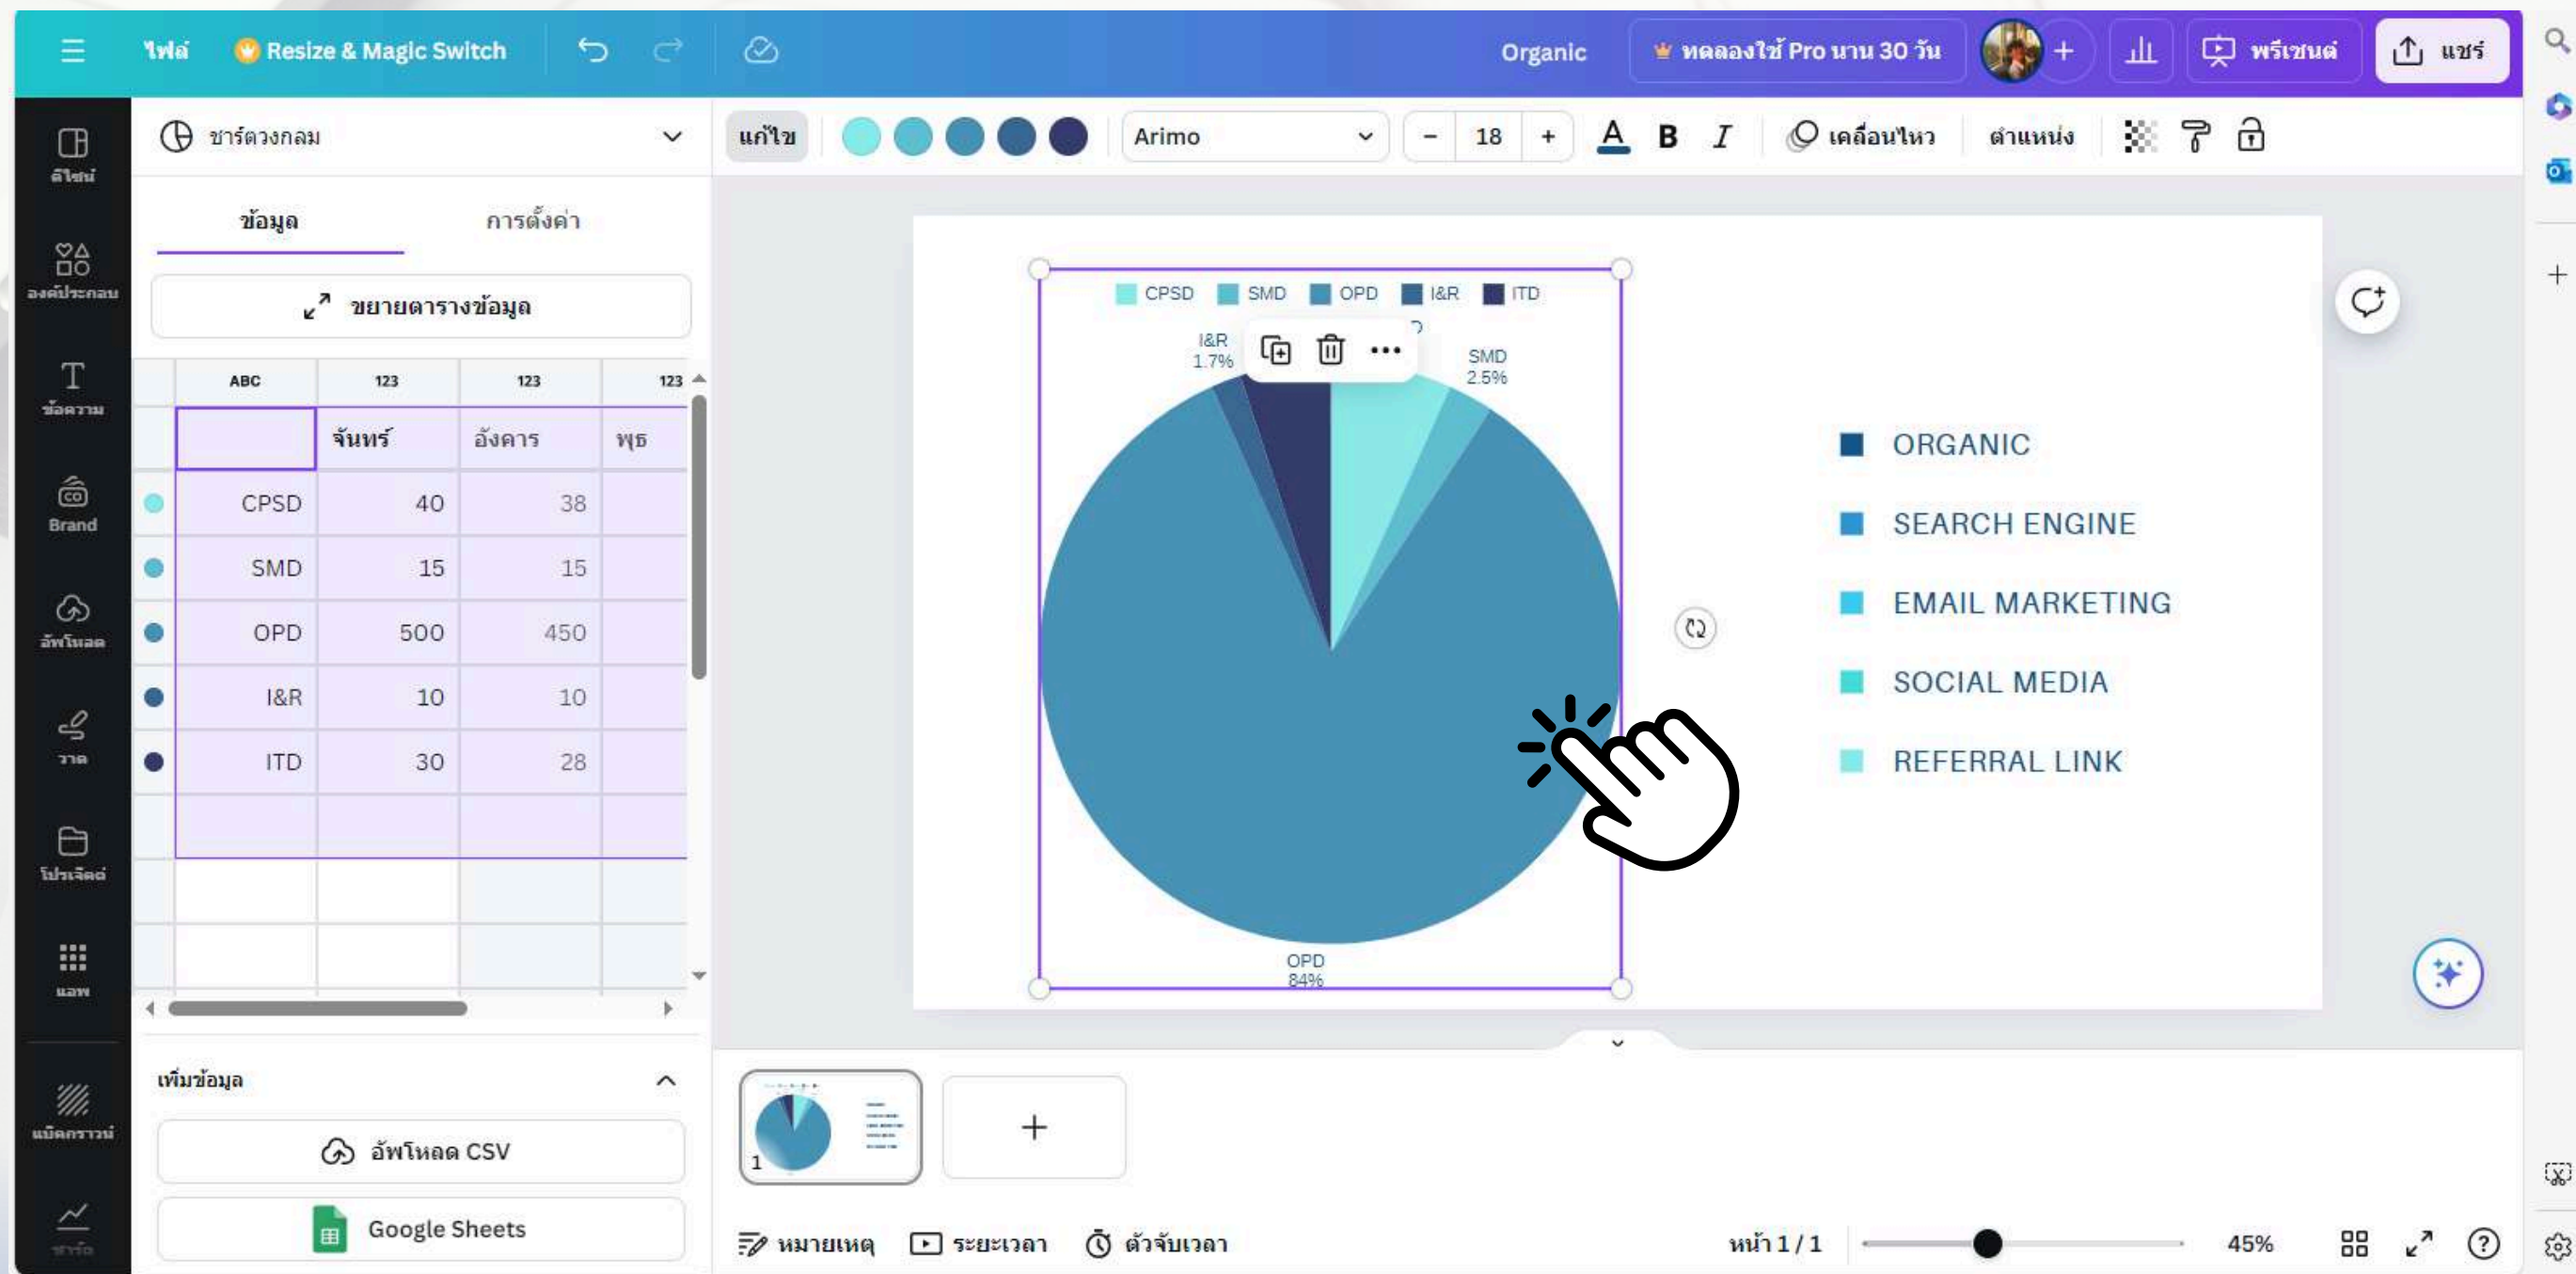 ไฟล์ Resize & Magic Switch Organic ทดลองใช้ Pro นาน 30 วัน + พรีเซนต์ แชร์
ดีไซน์
องค์ประกอบ
ข้อความ
Brand
อัพโหลด
วาด
โปรเจ็คต์
แอพ
แบ็คกราวน์
ชาร์ต
ชาร์ตวงกลม
แก้ไข Arimo - 18 + A B I เคลื่อนไหว ตำแหน่ง
ข้อมูล การตั้งค่า
ขยายตารางข้อมูล
ABC 123 123 123
จันทร์ อังคาร พุธ
CPSD 40 38
SMD 15 15
OPD 500 450
I&R 10 10
ITD 30 28
เพิ่มข้อมูล
อัพโหลด CSV
Google Sheets
CPSD SMD OPD I&R ITD
I&R
1.7%
SMD
2.5%
OPD
84%
ORGANIC
SEARCH ENGINE
EMAIL MARKETING
SOCIAL MEDIA
REFERRAL LINK
1
หมายเหตุ ระยะเวลา ตัวจับเวลา หน้า 1 / 1 45%